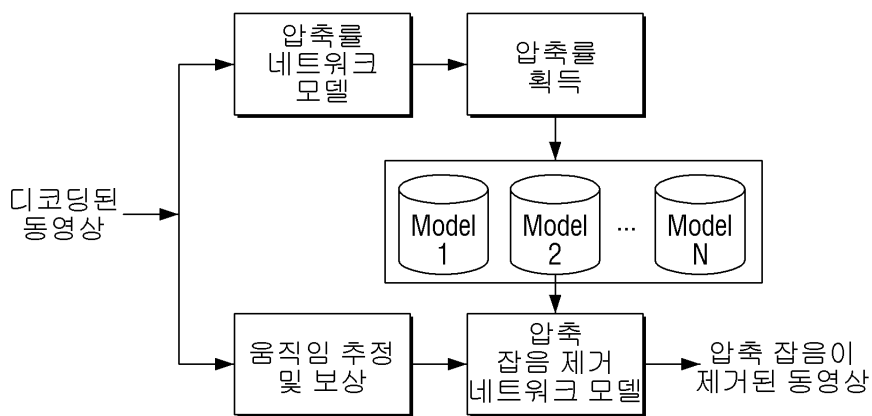 압축률
네트워크
모델
압축률
획득
디코딩된
동영상
Model
1
Model
2
...
Model
N
움직임 추정
및 보상
압축
잡음 제거
네트워크 모델
압축 잡음이
제거된 동영상